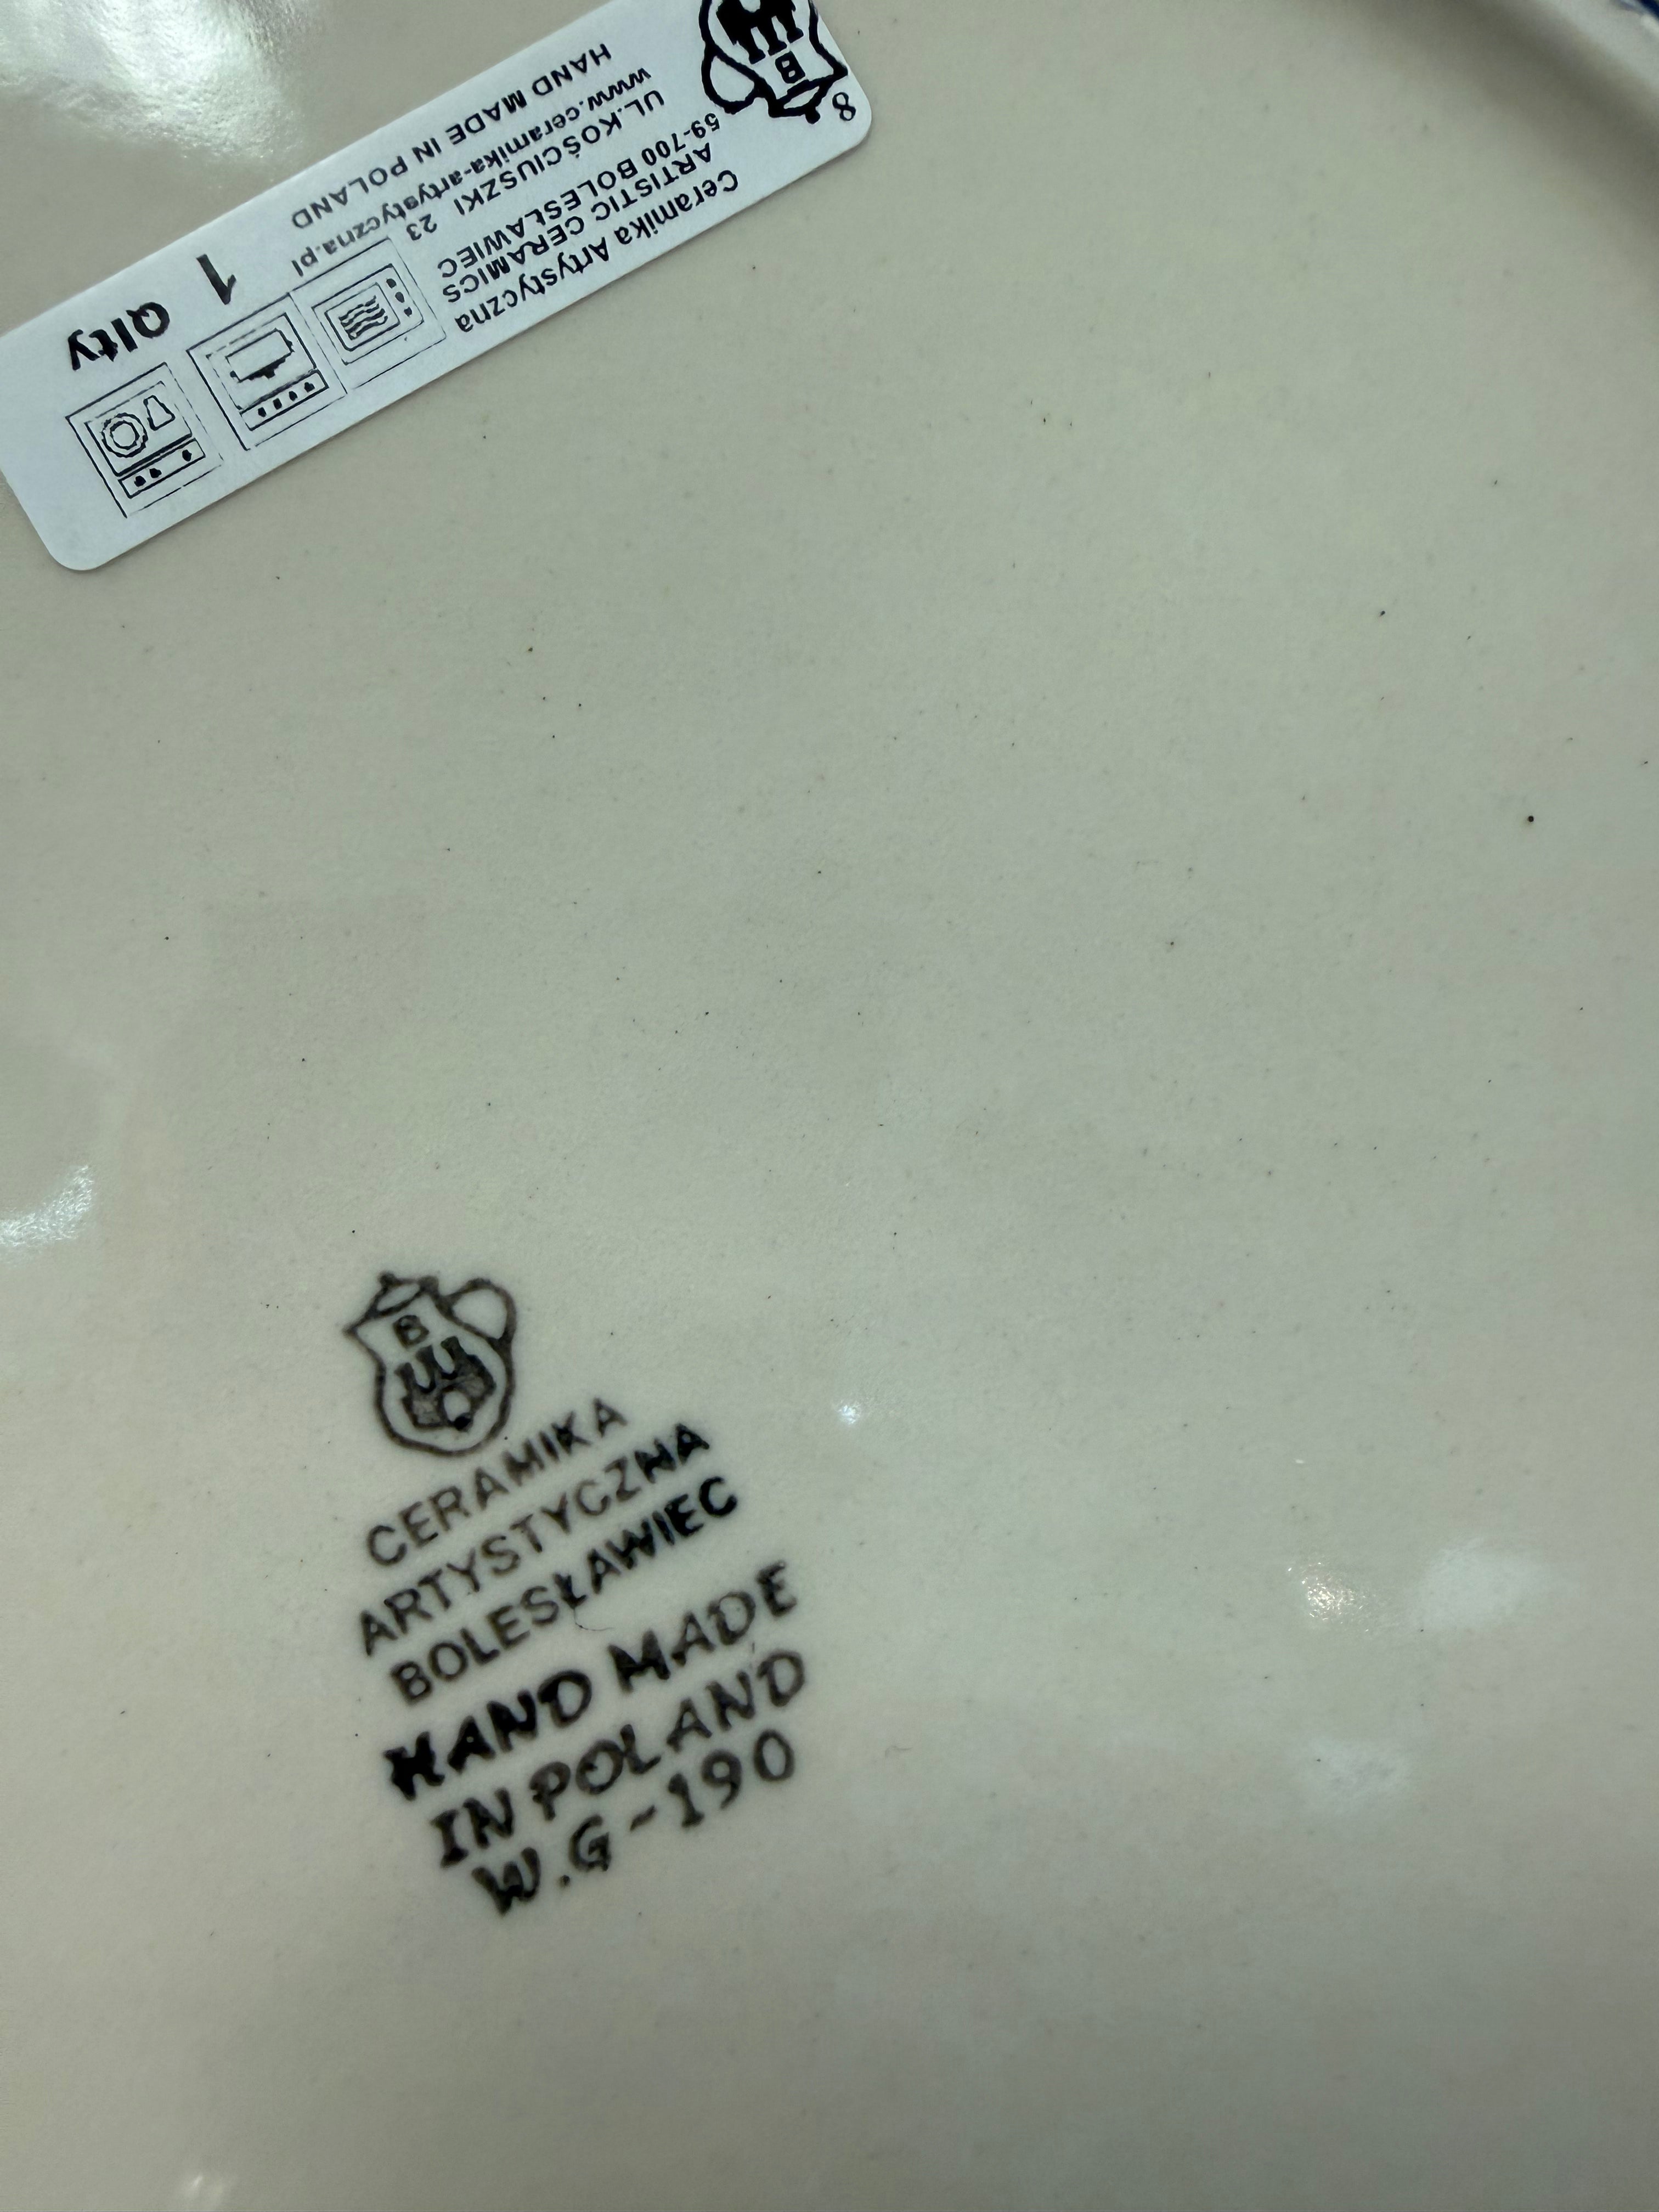 8
B
Ceramika Artystyczna
ARTISTIC CERAMICS
59-700 BOLESŁAWIEC
UL.KOŚCIUSZKI 23
www.ceramika-artystyczna.pl
HAND MADE IN POLAND
1 Qlty
B
CERAMIKA
ARTYSTYCZNA
BOLESŁAWIEC
HAND MADE
IN POLAND
W.G-190